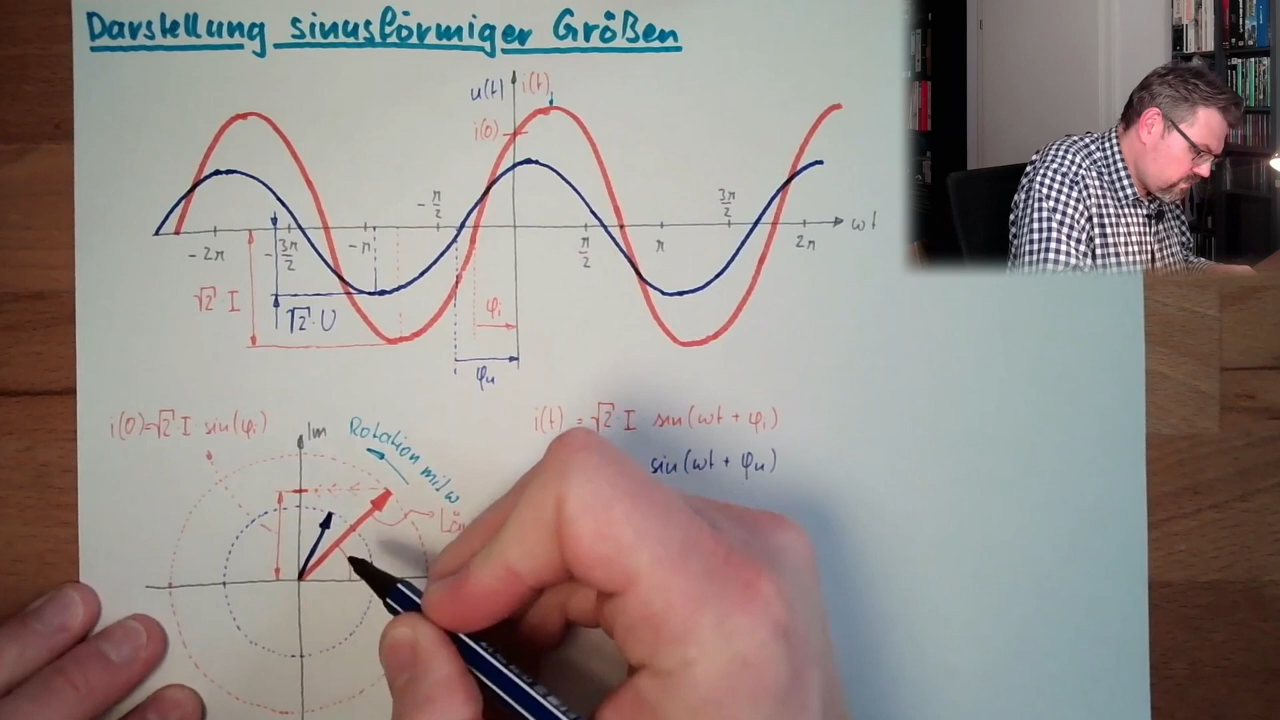 Darstellung sinusförmiger Größen
u(t) i(t)
i(0)
-π/2
3π/2
ωt
-2π
-3π/2
-π
π/2
π
2π
√2 · I
√2 · U
φi
φu
i(0)=√2 I sin(φi)
Im
Rotation mit ω
i(t) = √2 I sin(ωt + φi)
sin(ωt + φu)